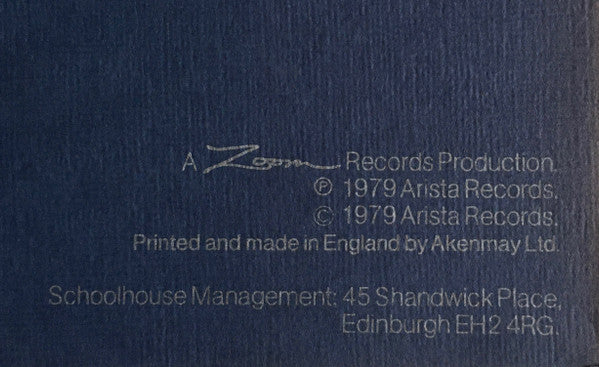 A Zoom Records Production.
℗ 1979 Arista Records.
© 1979 Arista Records.
Printed and made in England by Akenmay Ltd.
Schoolhouse Management: 45 Shandwick Place,
Edinburgh EH2 4RG.